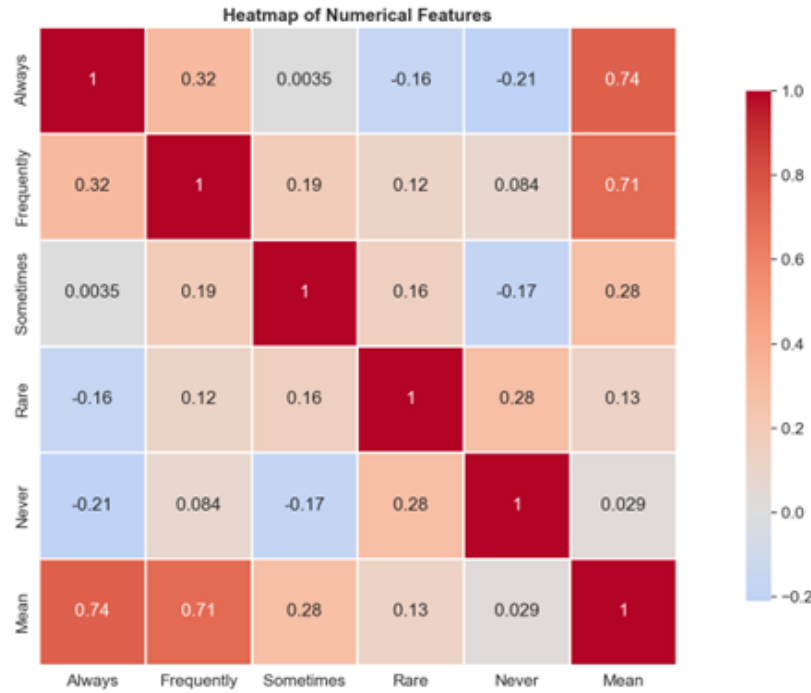 Heatmap of Numerical Features
Always 1 0.32 0.0035 -0.16 -0.21 0.74
Frequently 0.32 1 0.19 0.12 0.084 0.71
Sometimes 0.0035 0.19 1 0.16 -0.17 0.28
Rare -0.16 0.12 0.16 1 0.28 0.13
Never -0.21 0.084 -0.17 0.28 1 0.029
Mean 0.74 0.71 0.28 0.13 0.029 1
Always Frequently Sometimes Rare Never Mean
1.0
0.8
0.6
0.4
0.2
0.0
-0.2